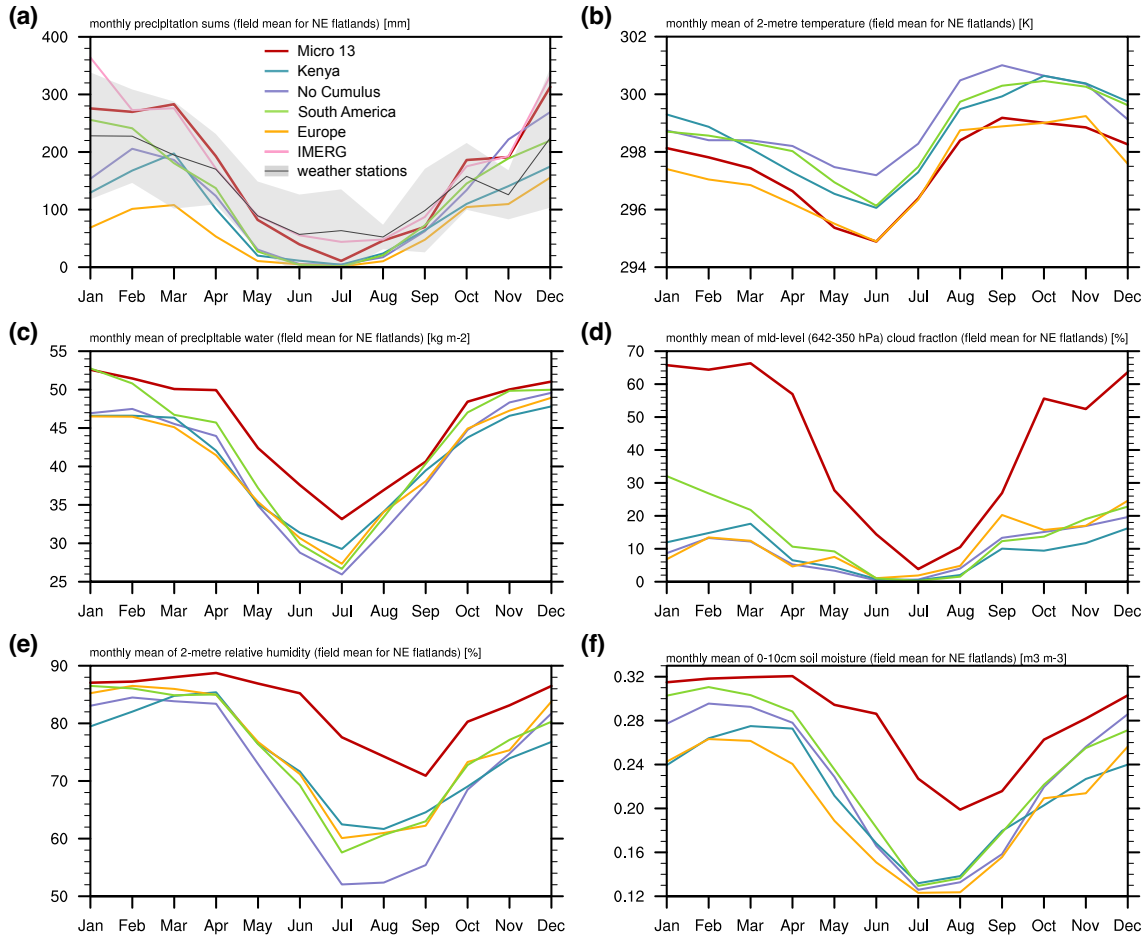 (a) monthly precipitation sums (field mean for NE flatlands) [mm]
400
300
200
100
0
Micro 13
Kenya
No Cumulus
South America
Europe
IMERG
weather stations
Jan Feb Mar Apr May Jun Jul Aug Sep Oct Nov Dec
(b) monthly mean of 2-metre temperature (field mean for NE flatlands) [K]
302
300
298
296
294
Jan Feb Mar Apr May Jun Jul Aug Sep Oct Nov Dec
(c) monthly mean of precipitable water (field mean for NE flatlands) [kg m-2]
55
50
45
40
35
30
25
Jan Feb Mar Apr May Jun Jul Aug Sep Oct Nov Dec
(d) monthly mean of mid-level (642-350 hPa) cloud fraction (field mean for NE flatlands) [%]
70
60
50
40
30
20
10
0
Jan Feb Mar Apr May Jun Jul Aug Sep Oct Nov Dec
(e) monthly mean of 2-metre relative humidity (field mean for NE flatlands) [%]
90
80
70
60
50
Jan Feb Mar Apr May Jun Jul Aug Sep Oct Nov Dec
(f) monthly mean of 0-10cm soil moisture (field mean for NE flatlands) [m3 m-3]
0.32
0.28
0.24
0.20
0.16
0.12
Jan Feb Mar Apr May Jun Jul Aug Sep Oct Nov Dec